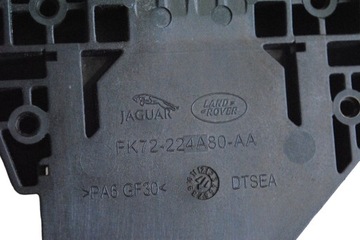 JAGUAR
LAND
ROVER
FK72-224A80-AA
>PA6 GF30<
DTSEA